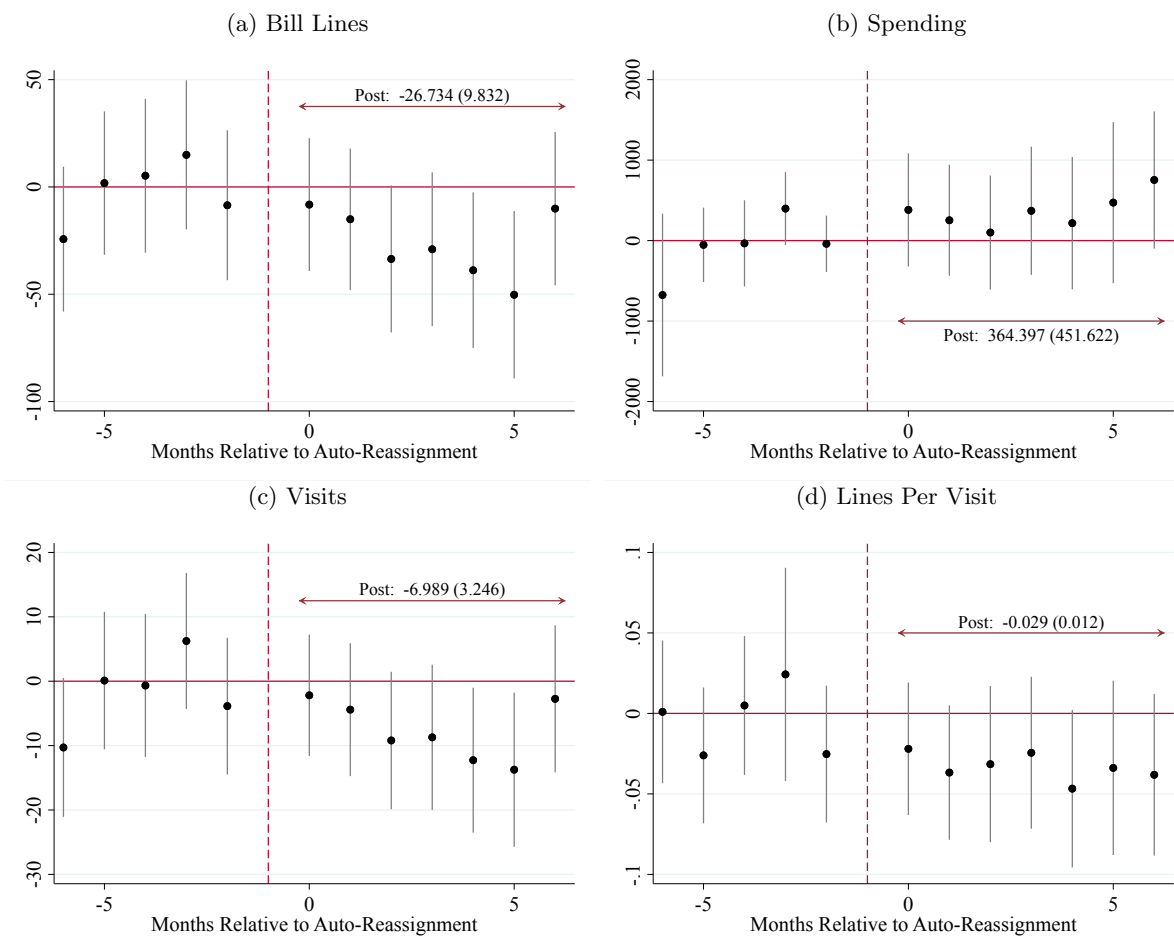 (a) Bill Lines
50
0
-50
-100
Post:  -26.734 (9.832)
-5
0
5
Months Relative to Auto-Reassignment
(b) Spending
2000
1000
0
-1000
-2000
Post:  364.397 (451.622)
-5
0
5
Months Relative to Auto-Reassignment
(c) Visits
20
10
0
-10
-20
-30
Post:  -6.989 (3.246)
-5
0
5
Months Relative to Auto-Reassignment
(d) Lines Per Visit
.1
.05
0
-.05
-.1
Post:  -0.029 (0.012)
-5
0
5
Months Relative to Auto-Reassignment